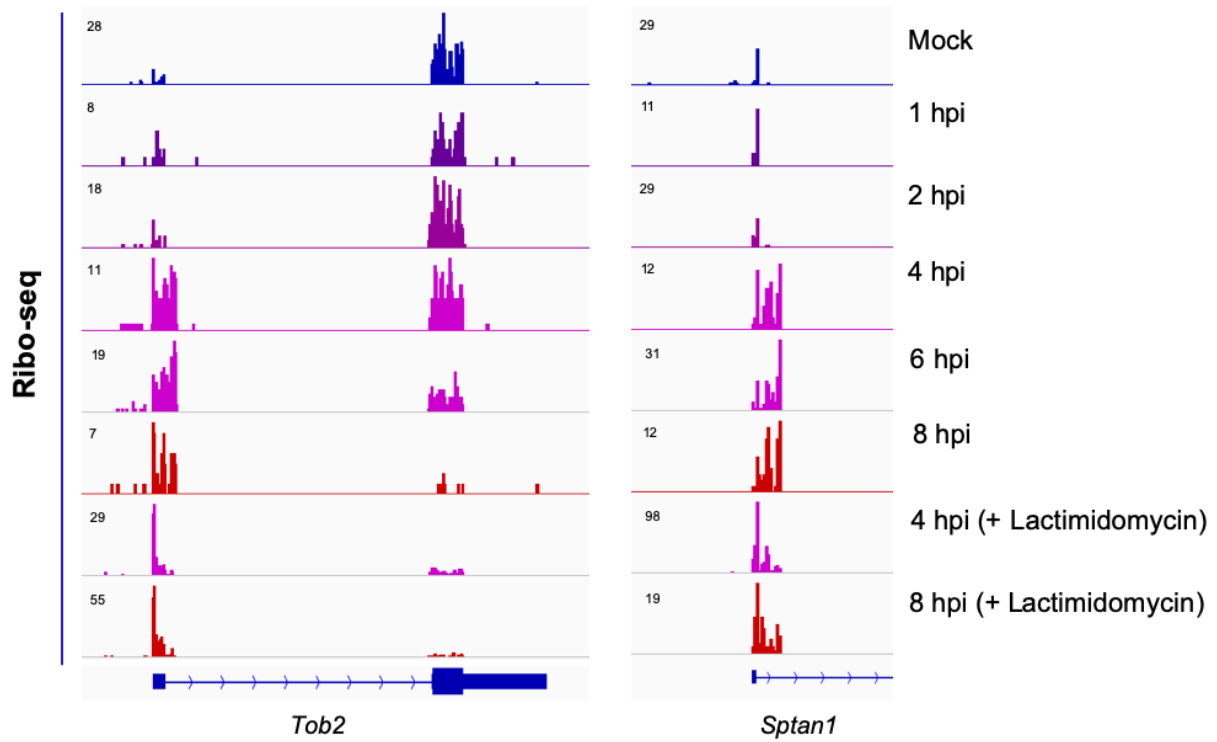 28
29
Mock
8
11
1 hpi
18
29
2 hpi
11
12
4 hpi
19
31
6 hpi
7
12
8 hpi
29
98
4 hpi (+ Lactimidomycin)
55
19
8 hpi (+ Lactimidomycin)
Ribo-seq
Tob2
Sptan1